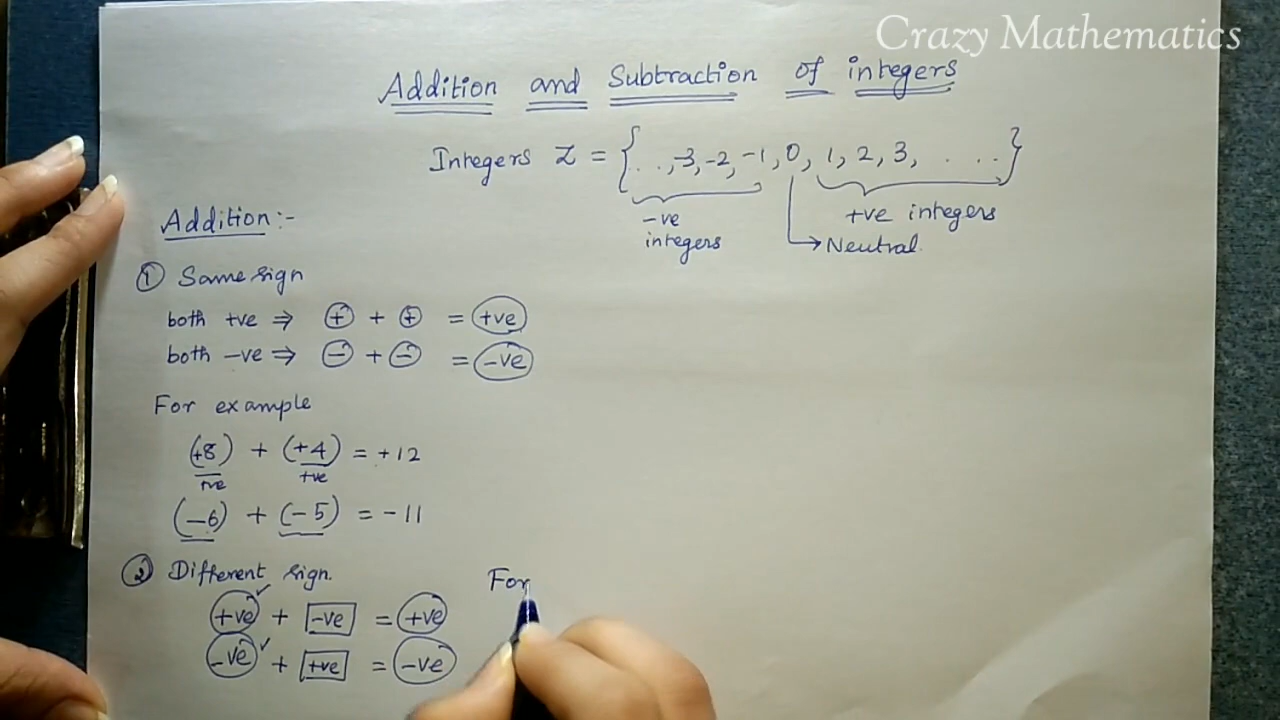 Crazy Mathematics
Addition and Subtraction of integers
Integers Z = {..,-3,-2,-1,0,1,2,3,....}
-ve integers
+ve integers
Neutral.
Addition:-
① Same sign
both +ve ⇒ (+) + (+) = +ve
both -ve ⇒ (-) + (-) = -ve
For example
(+8) + (+4) = +12
+ve +ve
(-6) + (-5) = -11
② Different sign.
+ve ✓ + -ve = +ve
-ve ✓ + +ve = -ve
For